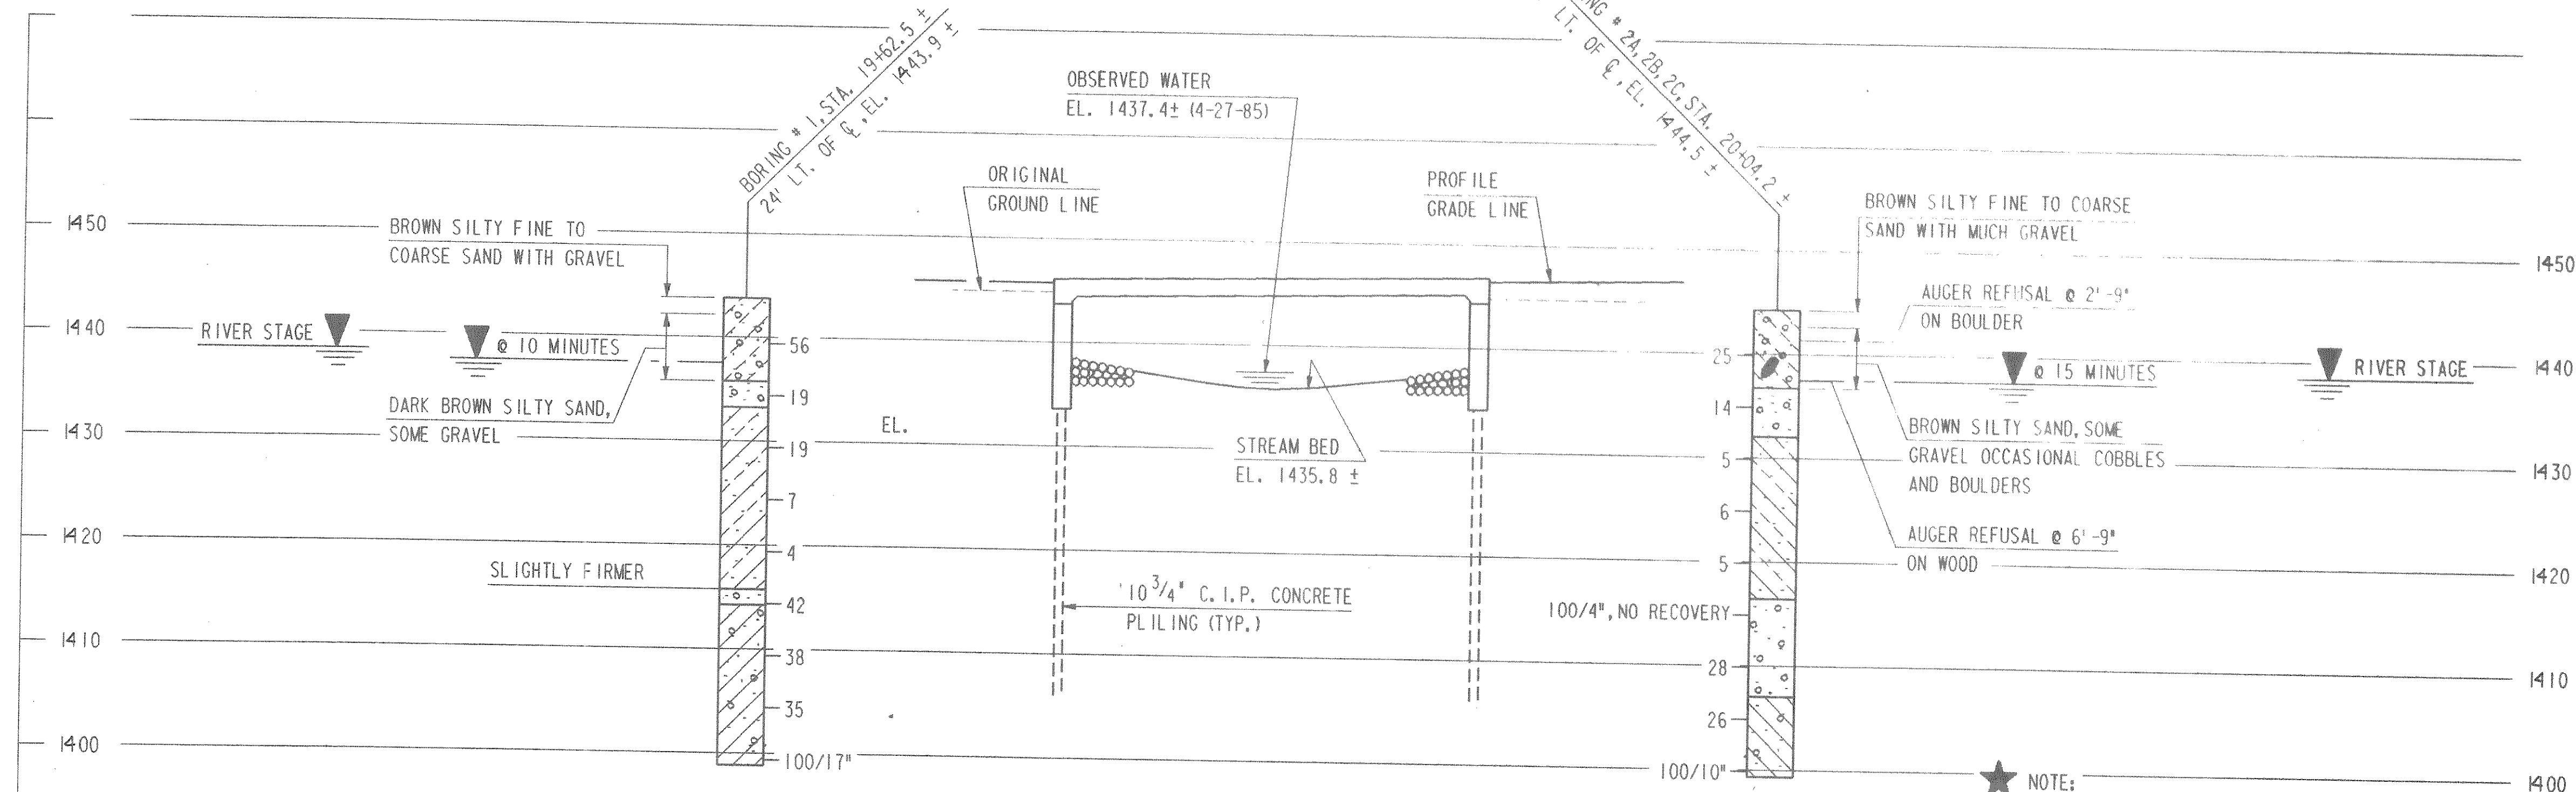 BORING # 1, STA. 19+62.5 ±
24' LT. OF ℄, EL. 1443.9 ±
# 2A, 2B, 2C, STA. 20+04.2 ±
LT. OF ℄, EL. 1444.5 ±
OBSERVED WATER
EL. 1437.4± (4-27-85)
ORIGINAL
GROUND LINE
PROFILE
GRADE LINE
BROWN SILTY FINE TO
COARSE SAND WITH GRAVEL
BROWN SILTY FINE TO COARSE
SAND WITH MUCH GRAVEL
AUGER REFUSAL @ 2'-9"
ON BOULDER
1450
1440
1430
1420
1410
1400
RIVER STAGE
@ 10 MINUTES
DARK BROWN SILTY SAND,
SOME GRAVEL
SLIGHTLY FIRMER
56
19
19
7
4
42
38
35
100/17"
EL.
STREAM BED
EL. 1435.8 ±
10 3/4" C.I.P. CONCRETE
PLILING (TYP.)
25
14
5
6
5
100/4", NO RECOVERY
28
26
100/10"
@ 15 MINUTES
RIVER STAGE
BROWN SILTY SAND, SOME
GRAVEL OCCASIONAL COBBLES
AND BOULDERS
AUGER REFUSAL @ 6'-9"
ON WOOD
NOTE:
1450
1440
1430
1420
1410
1400